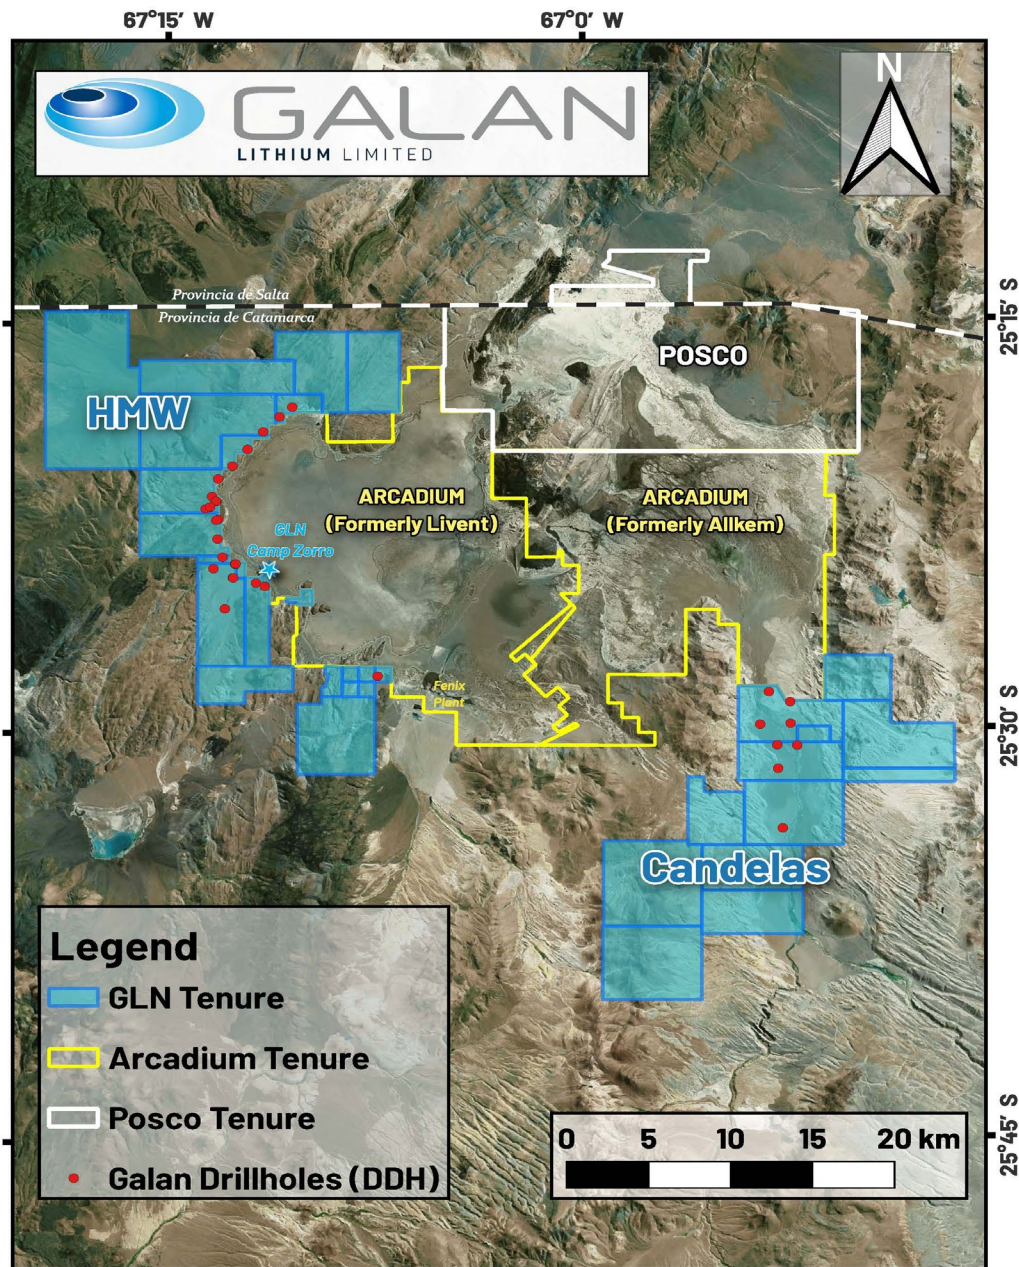 67°15' W
67°0' W
GALAN
LITHIUM LIMITED
N
Provincia de Salta
Provincia de Catamarca
25°15' S
POSCO
HMW
ARCADIUM
(Formerly Livent)
ARCADIUM
(Formerly Allkem)
GLN
Camp Zorro
Fenix
Plant
25°30' S
Candelas
Legend
GLN Tenure
Arcadium Tenure
Posco Tenure
Galan Drillholes (DDH)
0 5 10 15 20 km
25°45' S